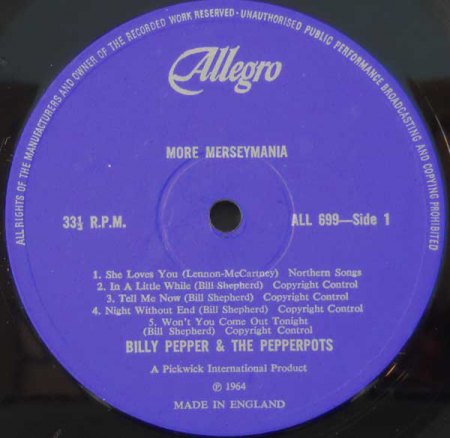 ALL RIGHTS OF THE MANUFACTURERS AND OWNER OF THE RECORDED WORK RESERVED - UNAUTHORISED PUBLIC PERFORMANCE BROADCASTING AND COPYING PROHIBITED
Allegro
MORE MERSEYMANIA
33⅓ R.P.M. ALL 699—Side 1
1. She Loves You (Lennon-McCartney) Northern Songs
2. In A Little While (Bill Shepherd) Copyright Control
3. Tell Me Now (Bill Shepherd) Copyright Control
4. Night Without End (Bill Shepherd) Copyright Control
5. Won't You Come Out Tonight
(Bill Shepherd) Copyright Control
BILLY PEPPER & THE PEPPERPOTS
A Pickwick International Product
℗ 1964
MADE IN ENGLAND